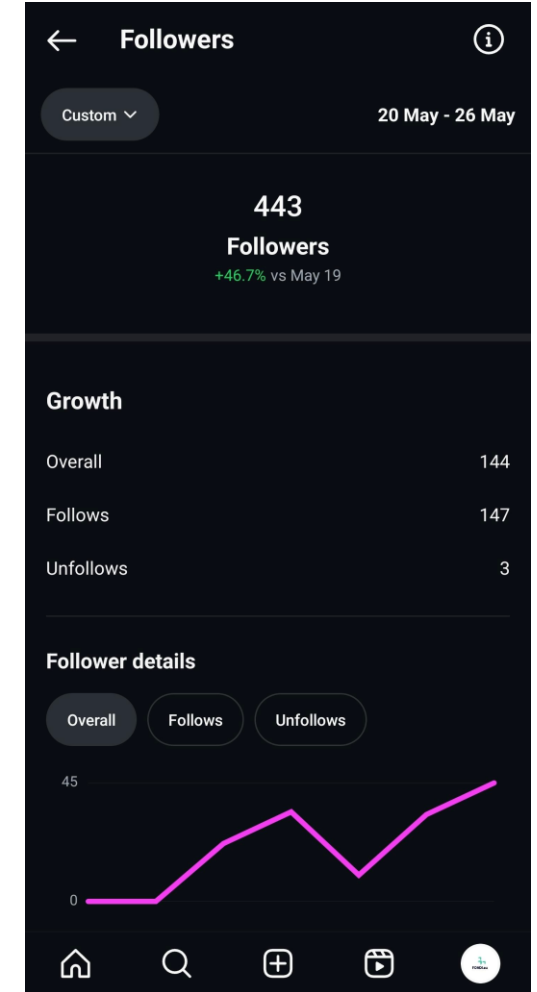 Followers
Custom
20 May - 26 May
443
Followers
+46.7% vs May 19
Growth
Overall 144
Follows 147
Unfollows 3
Follower details
Overall Follows Unfollows
45
0